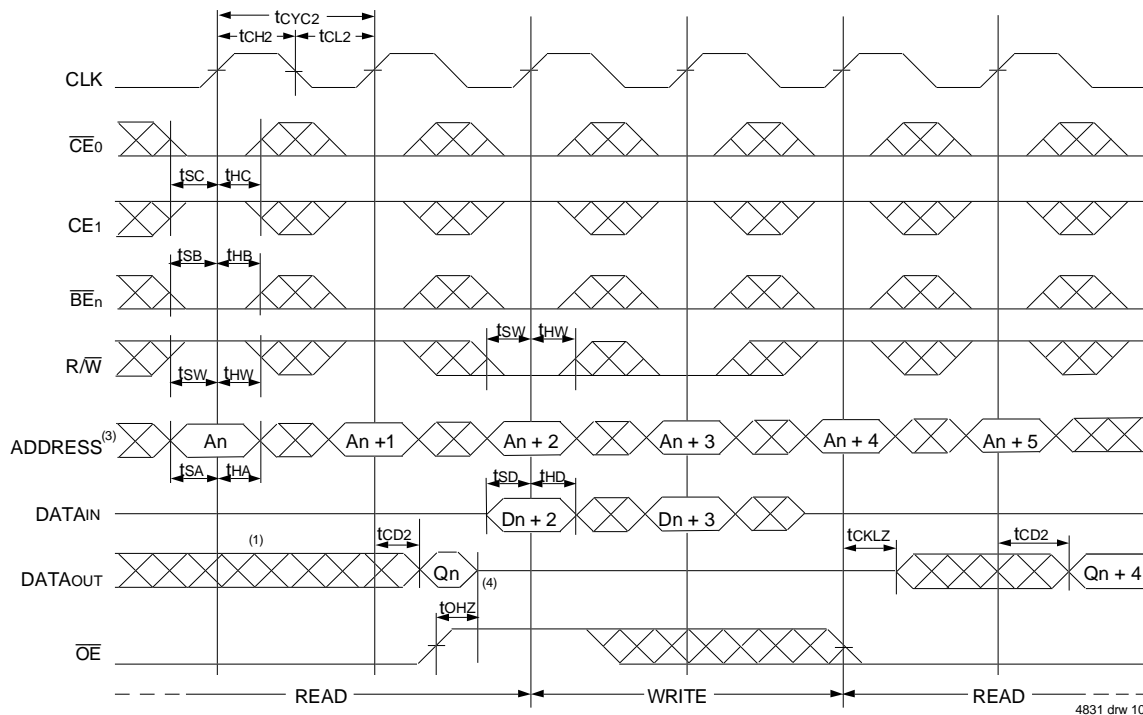 tCYC2
tCH2 tCL2
CLK
CE0
tSC tHC
CE1
tSB tHB
BEn
tSW tHW
R/W
tSW tHW
ADDRESS(3) An An +1 An + 2 An + 3 An + 4 An + 5
tSA tHA tSD tHD
DATAIN Dn + 2 Dn + 3
(1) tCD2 tCKLZ tCD2
DATAOUT Qn (4) Qn + 4
tOHZ
OE
READ WRITE READ
4831 drw 10